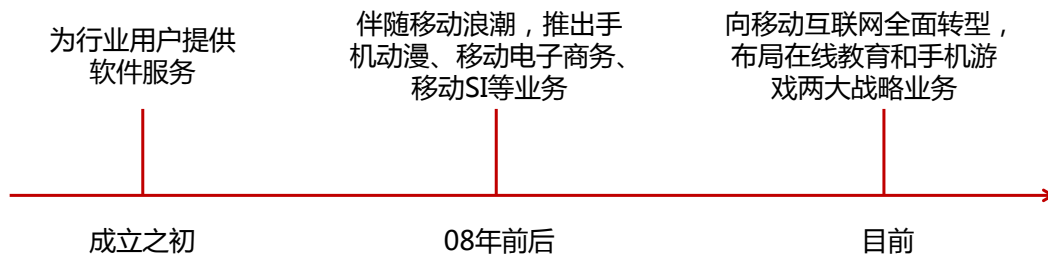 为行业用户提供
软件服务
伴随移动浪潮，推出手
机动漫、移动电子商务、
移动SI等业务
向移动互联网全面转型，
布局在线教育和手机游
戏两大战略业务
成立之初
08年前后
目前